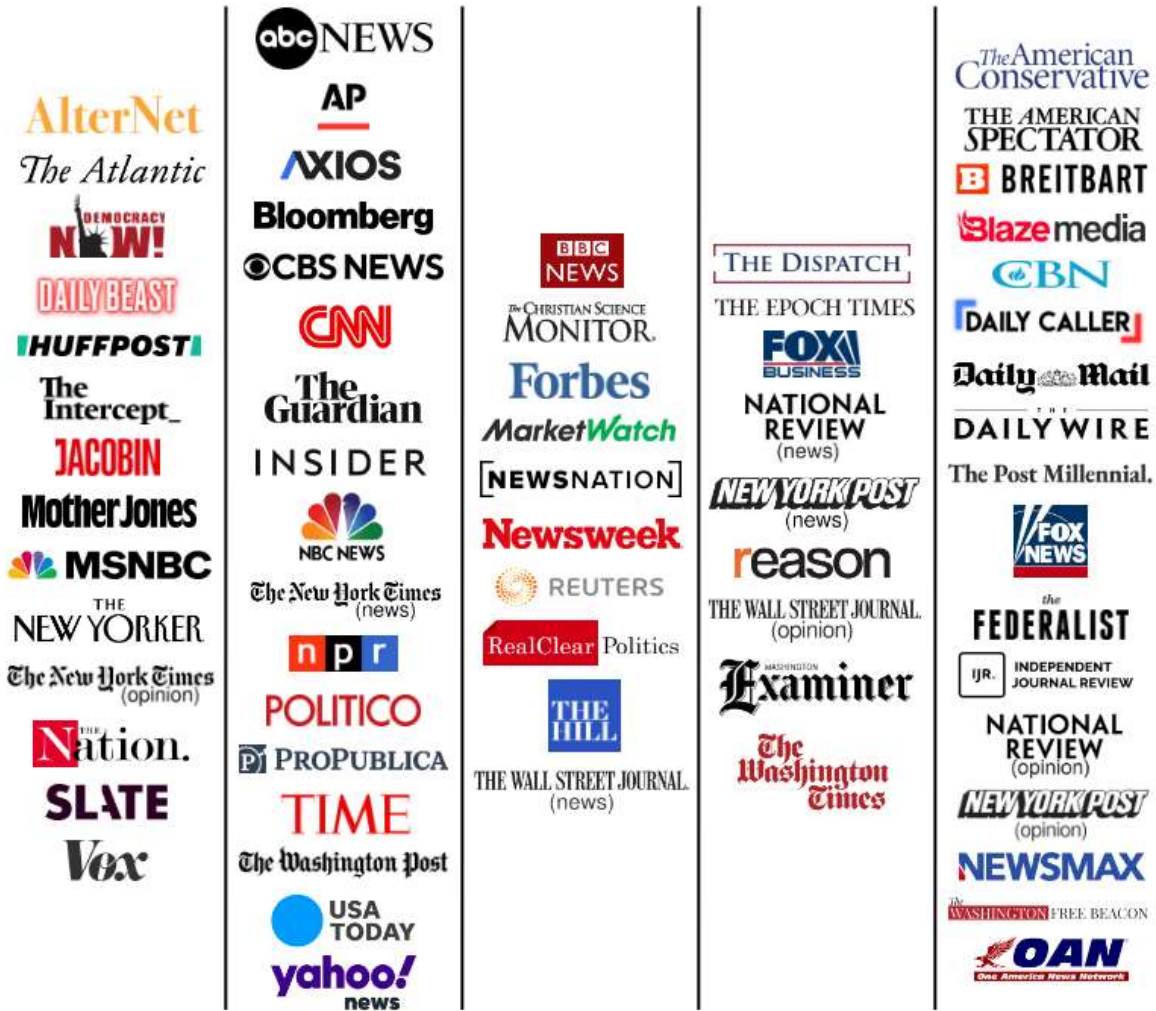 AlterNet
The Atlantic
DEMOCRACY
NOW!
DAILY BEAST
HUFFPOST
The
Intercept_
JACOBIN
Mother Jones
MSNBC
THE
NEW YORKER
The New York Times
(opinion)
THE
Nation.
SLATE
Vox
abc NEWS
AP
AXIOS
Bloomberg
CBS NEWS
CNN
The
Guardian
INSIDER
NBC NEWS
The New York Times
(news)
npr
POLITICO
P PROPUBLICA
TIME
The Washington Post
USA
TODAY
yahoo!
news
BBC
NEWS
The CHRISTIAN SCIENCE
MONITOR
Forbes
MarketWatch
[NEWSNATION]
Newsweek
REUTERS
RealClear Politics
THE
HILL
THE WALL STREET JOURNAL.
(news)
THE DISPATCH
THE EPOCH TIMES
FOX
BUSINESS
NATIONAL
REVIEW
(news)
NEW YORK POST
(news)
reason
THE WALL STREET JOURNAL.
(opinion)
WASHINGTON
Examiner
The
Washington
Times
The American
Conservative
THE AMERICAN
SPECTATOR
B BREITBART
Blaze media
CBN
DAILY CALLER
Daily Mail
THE
DAILY WIRE
The Post Millennial.
FOX
NEWS
the
FEDERALIST
IJR. INDEPENDENT
JOURNAL REVIEW
NATIONAL
REVIEW
(opinion)
NEW YORK POST
(opinion)
NEWSMAX
The
WASHINGTON FREE BEACON
OAN
One America News Network